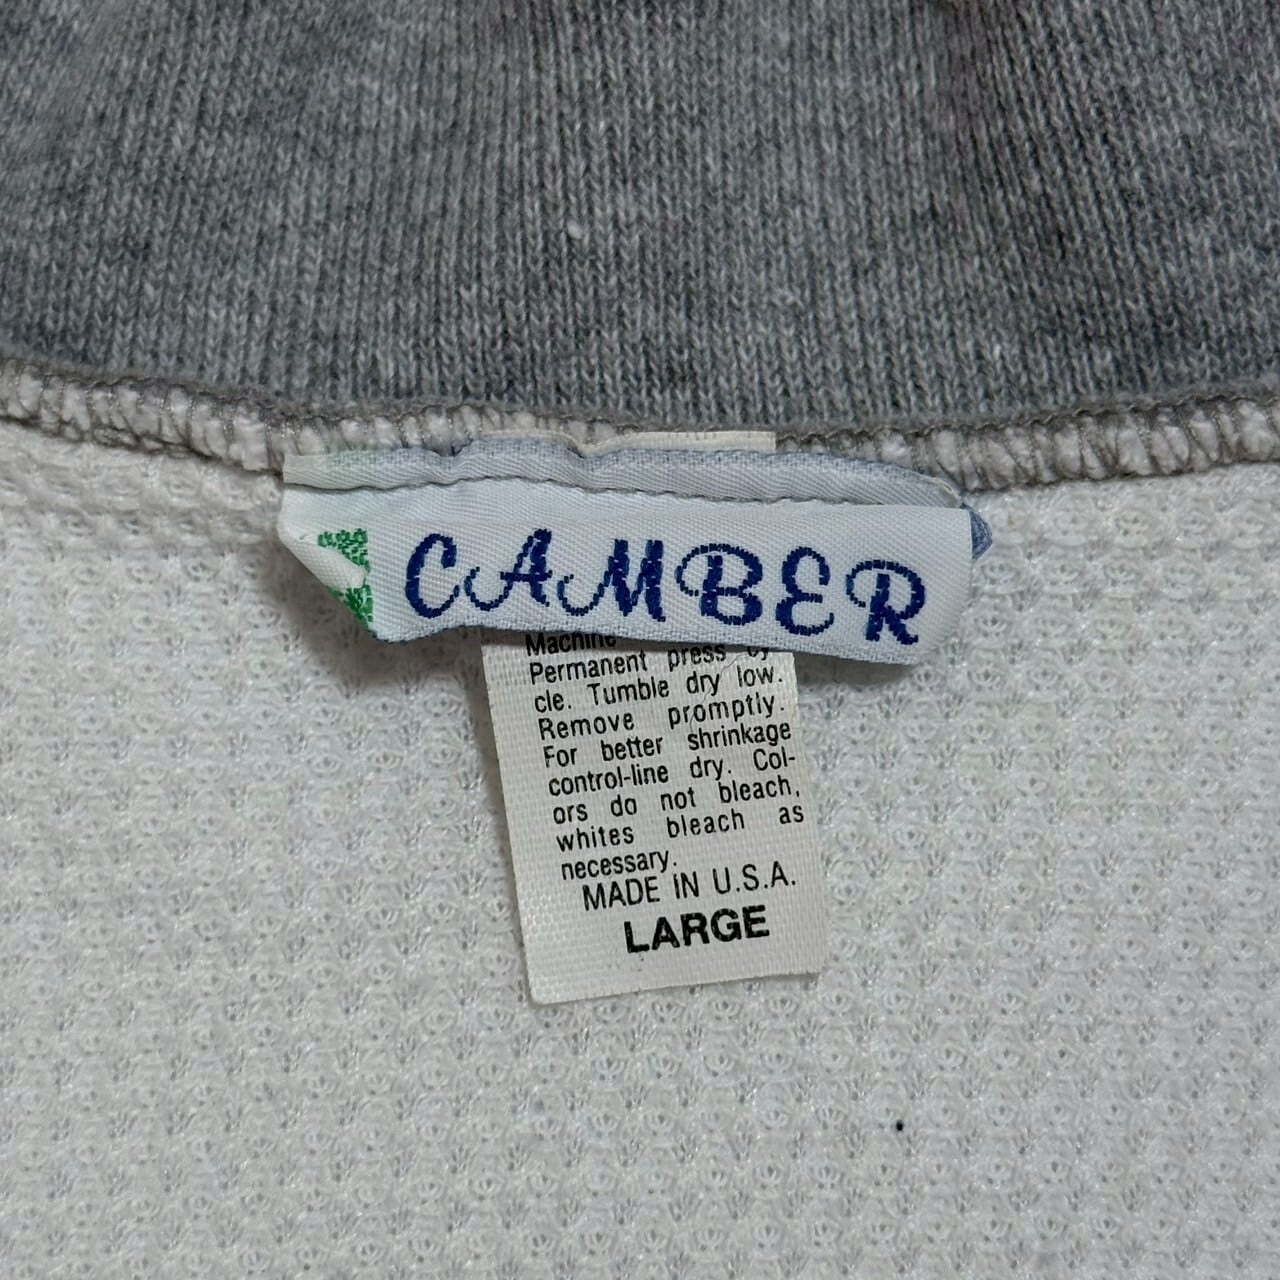 CAMBER
Machine
Permanent press cy
cle. Tumble dry low.
Remove promptly.
For better shrinkage
control-line dry. Col-
ors do not bleach,
whites bleach as
necessary.
MADE IN U.S.A.
LARGE